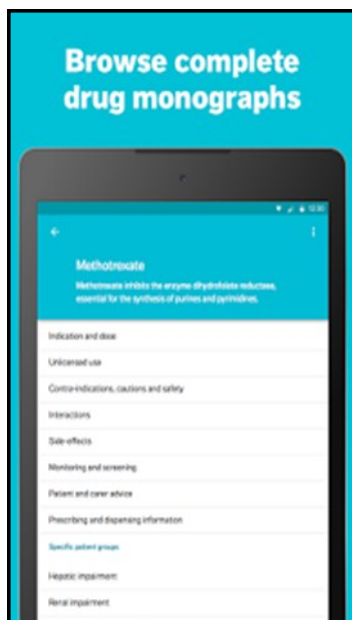 Browse complete
drug monographs
12:30
Methotrexate
Methotrexate inhibits the enzyme dihydrofolate reductase,
essential for the synthesis of purines and pyrimidines.
Indication and dose
Unlicensed use
Contra-indications, cautions and safety
Interactions
Side-effects
Monitoring and screening
Patient and carer advice
Prescribing and dispensing information
Specific patient groups
Hepatic impairment
Renal impairment